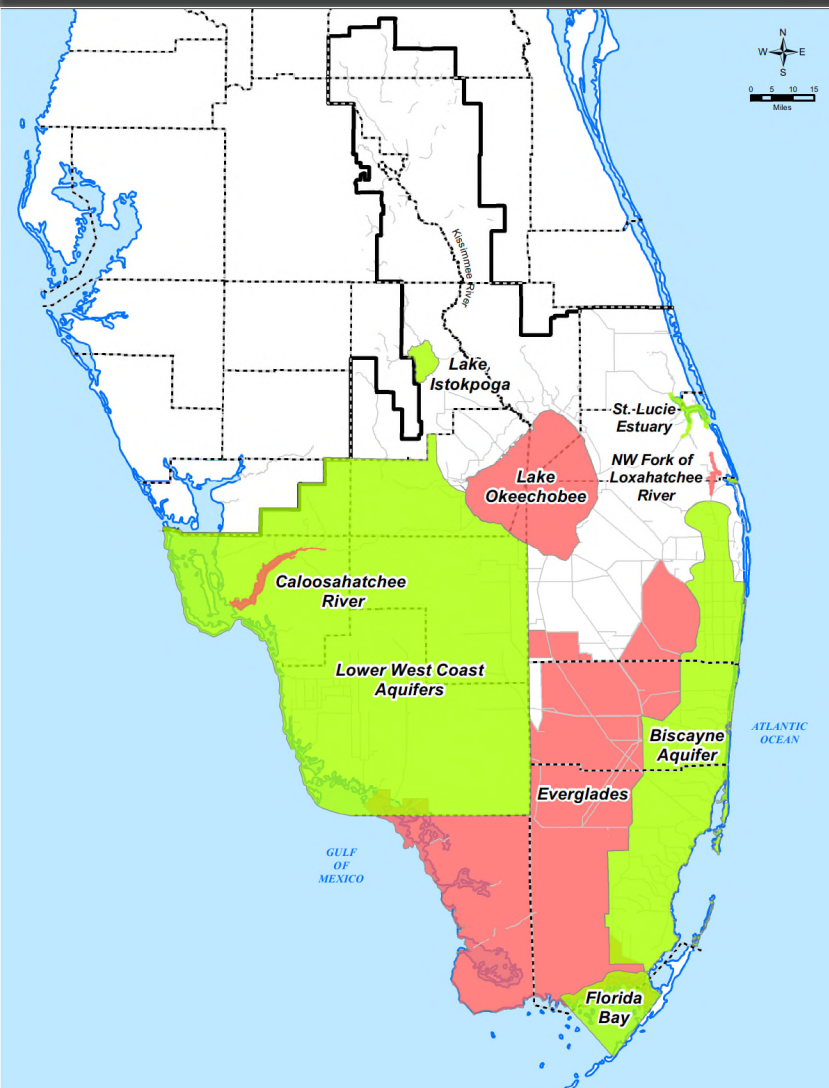 N
W E
S
0 5 10 15
Miles
Kissimmee River
Lake
Istokpoga
St. Lucie
Estuary
NW Fork of
Loxahatchee
River
Lake
Okeechobee
Caloosahatchee
River
Lower West Coast
Aquifers
ATLANTIC
OCEAN
Biscayne
Aquifer
Everglades
GULF
OF
MEXICO
Florida
Bay